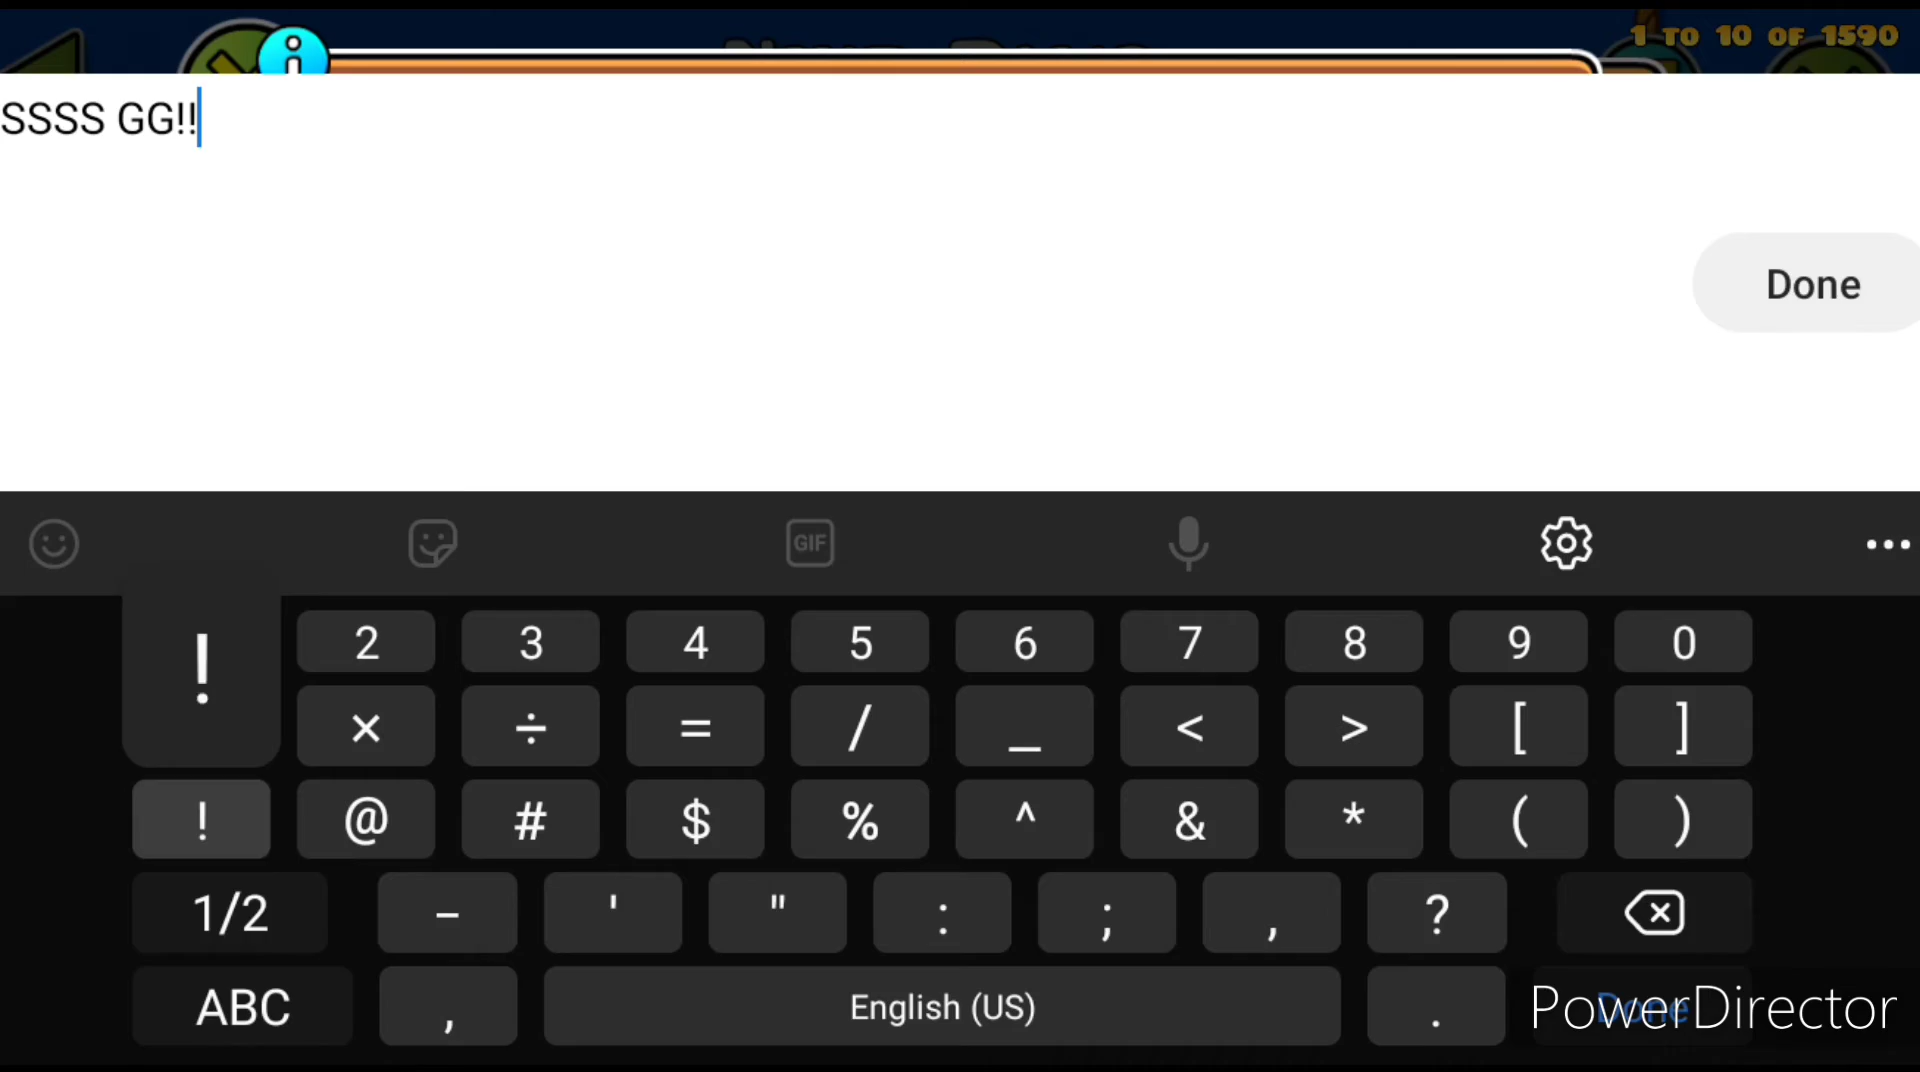 1 TO 10 OF 1590
SSSS GG!!
Done
GIF
!
2 3 4 5 6 7 8 9 0
× ÷ = / _ < > [ ]
! @ # $ % ^ & * ( )
1/2 - ' " : ; , ?
ABC , English (US) . Done
PowerDirector